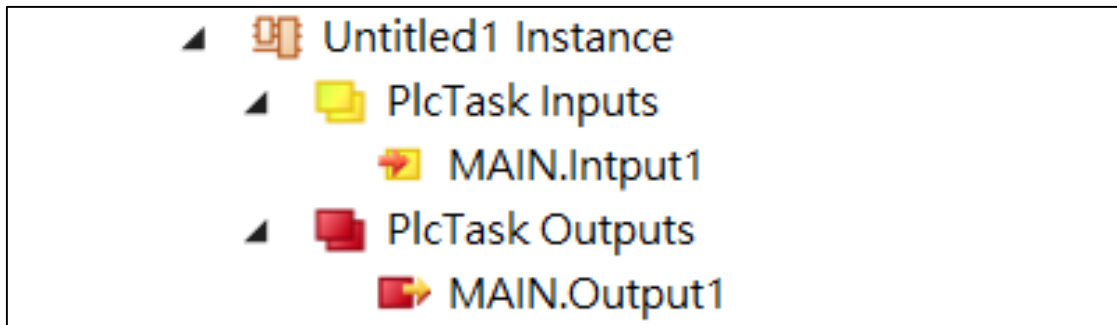 Untitled1 Instance
PlcTask Inputs
MAIN.Intput1
PlcTask Outputs
MAIN.Output1